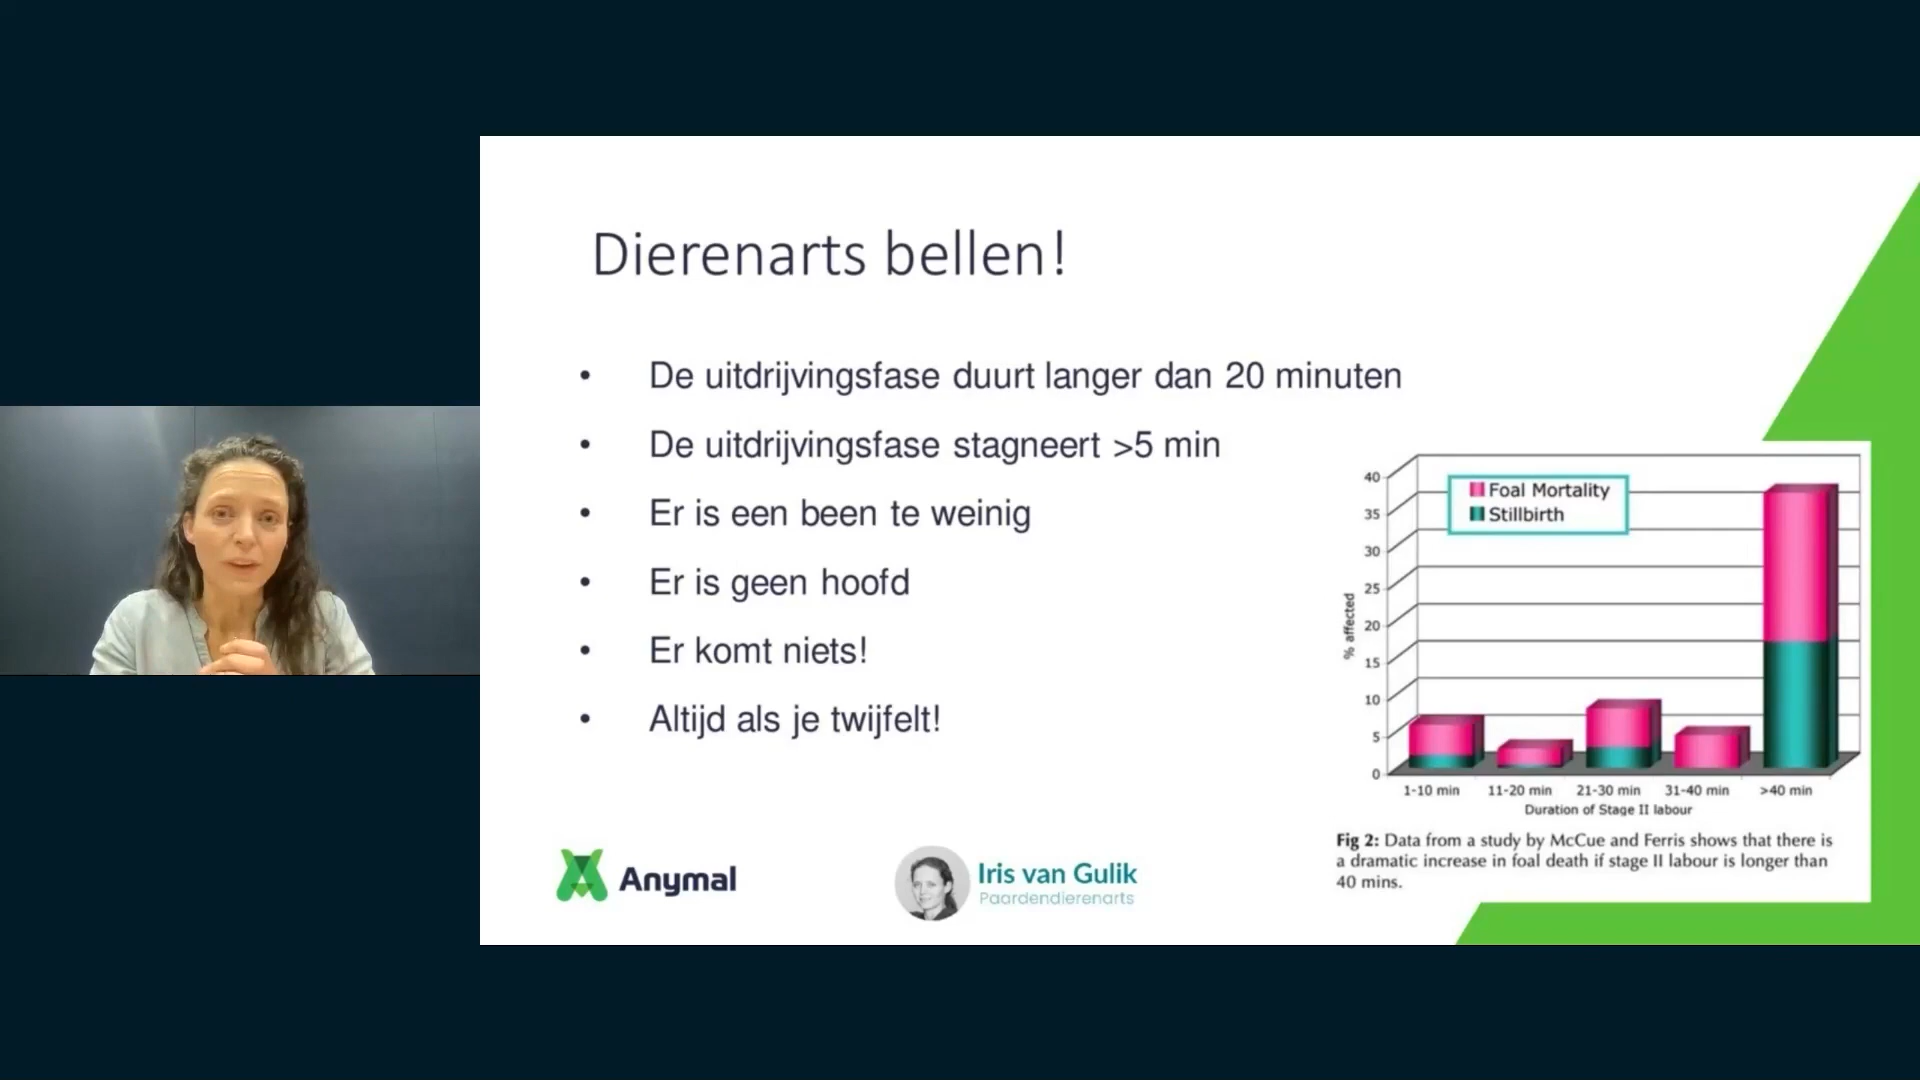 Dierenarts bellen!
• De uitdrijvingsfase duurt langer dan 20 minuten
• De uitdrijvingsfase stagneert >5 min
• Er is een been te weinig
• Er is geen hoofd
• Er komt niets!
• Altijd als je twijfelt!
Foal Mortality
Stillbirth
40
35
30
25
20
15
10
5
0
% affected
1-10 min 11-20 min 21-30 min 31-40 min >40 min
Duration of Stage II labour
Fig 2: Data from a study by McCue and Ferris shows that there is
a dramatic increase in foal death if stage II labour is longer than
40 mins.
Anymal
Iris van Gulik
Paardendierenarts